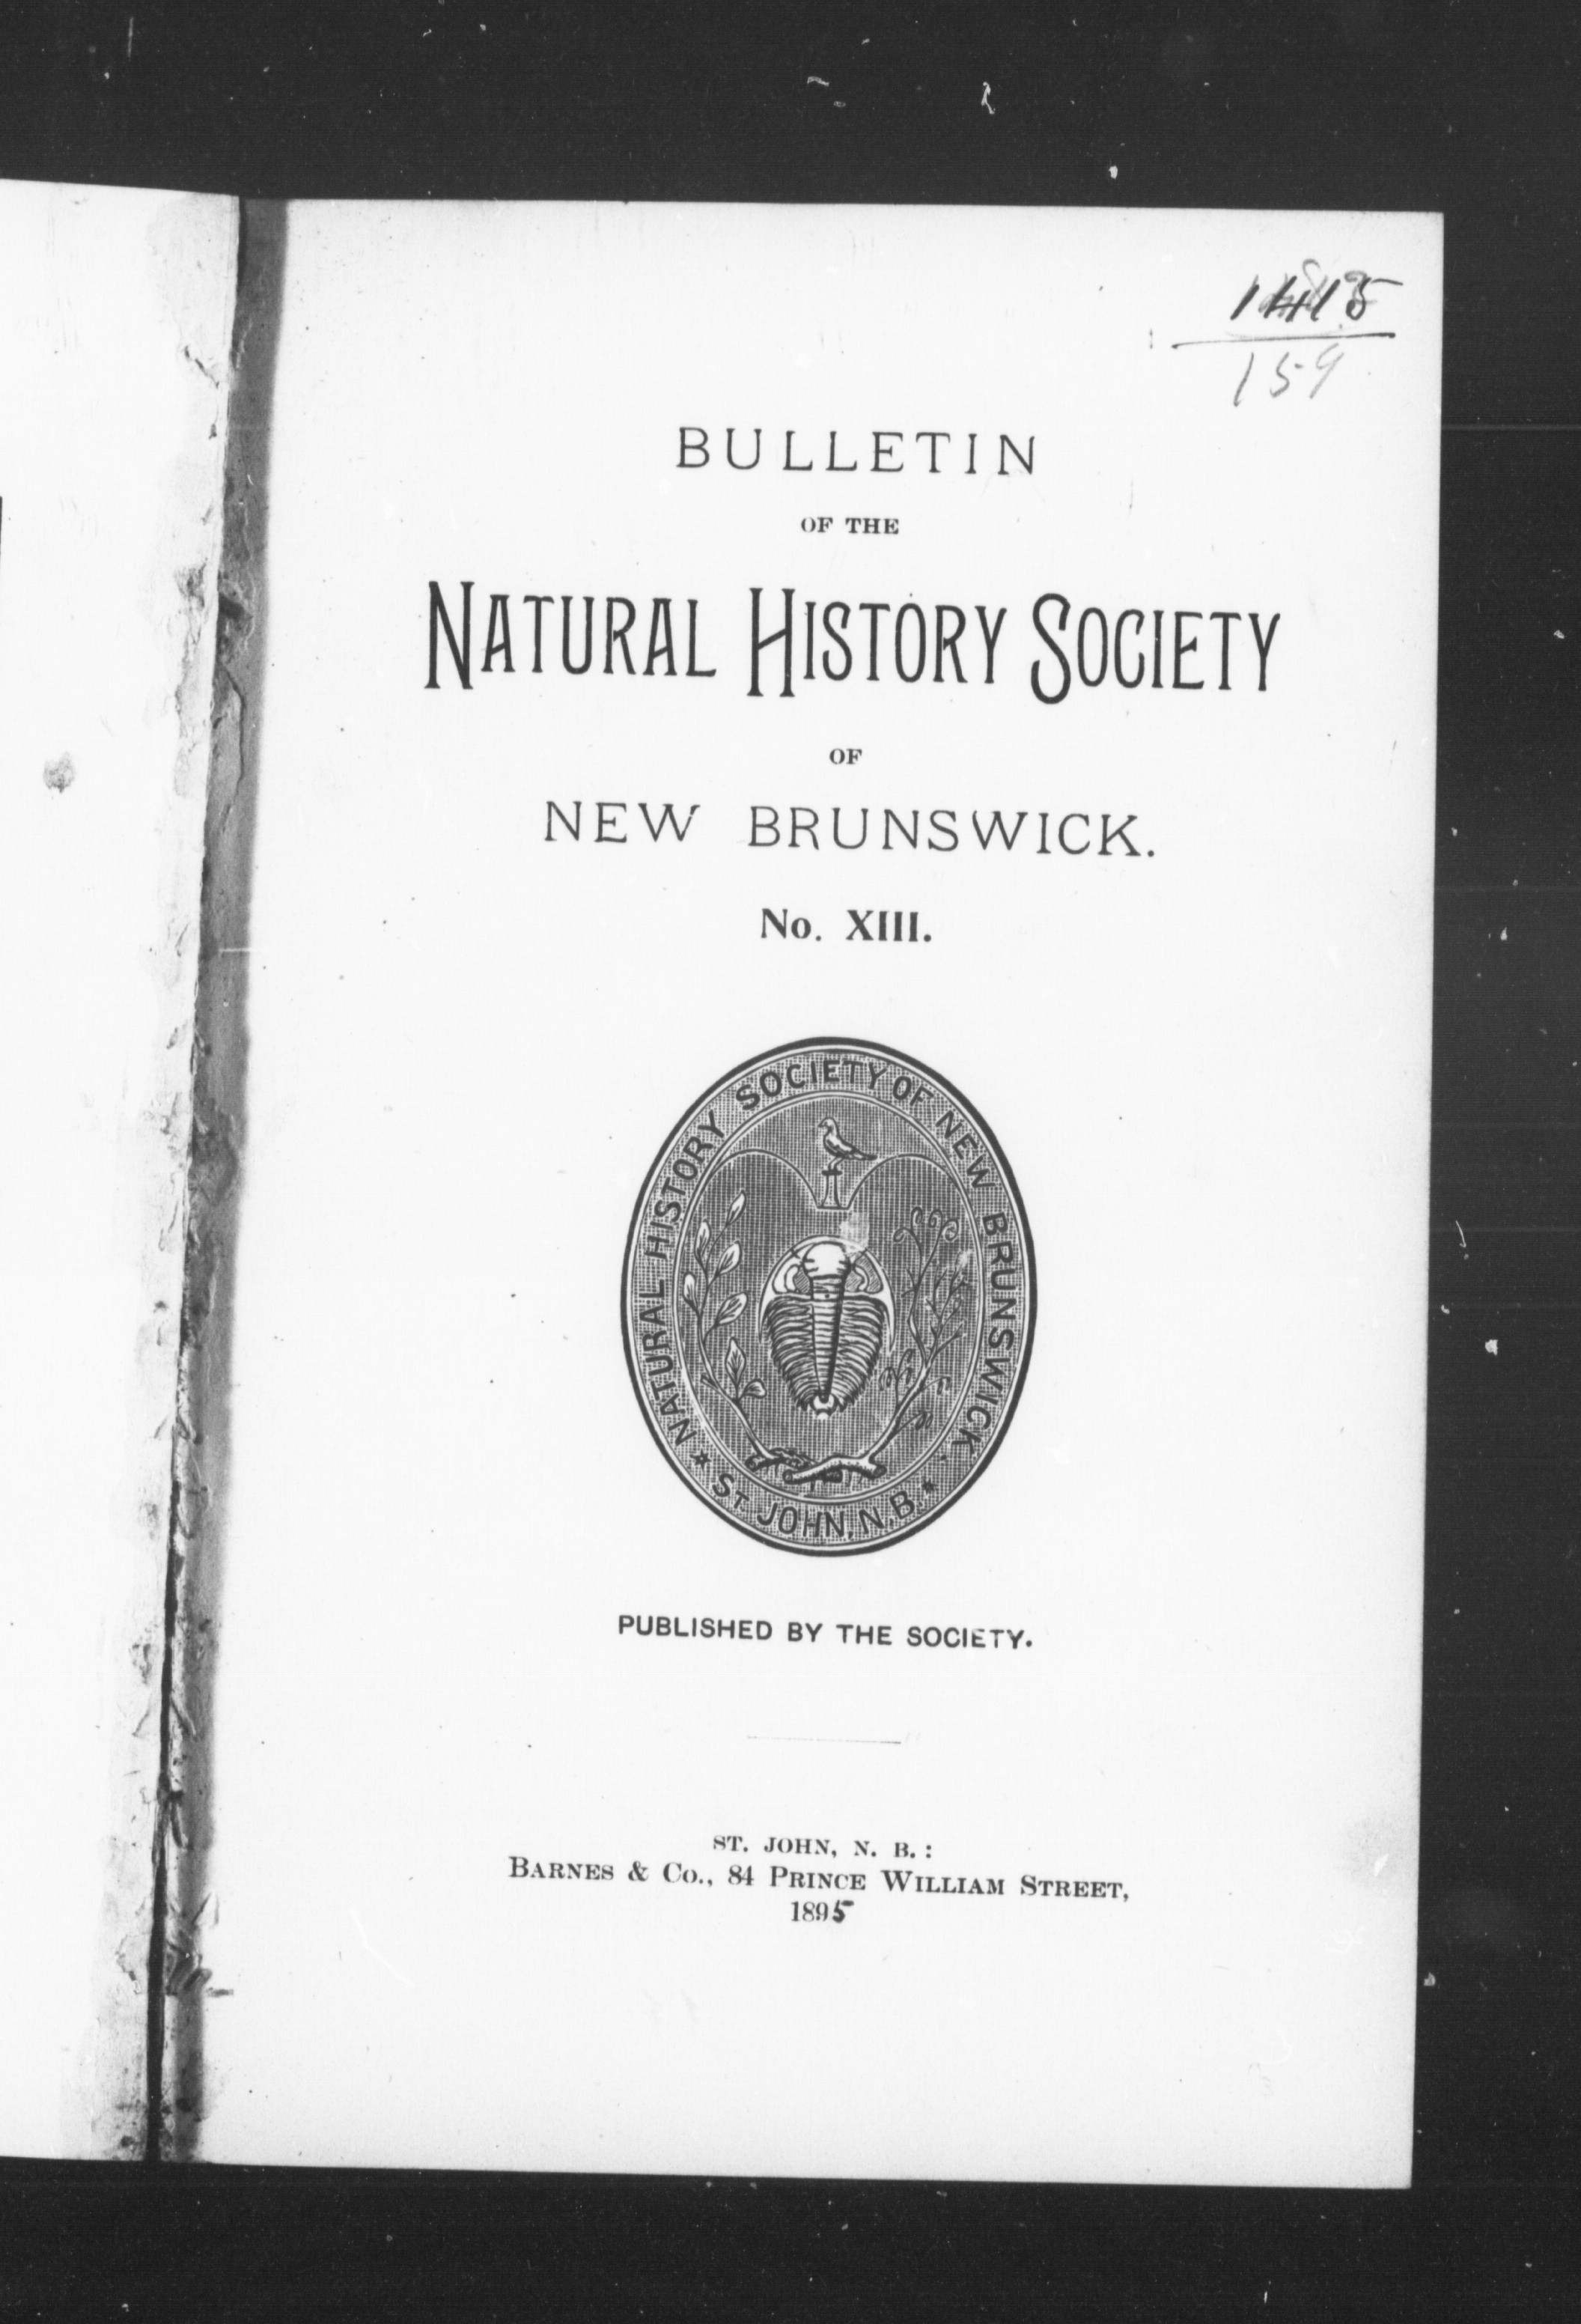 159
BULLETIN
OF THE
NATURAL HISTORY SOCIETY
OF
NEW BRUNSWICK.
No. XIII.
NATURAL HISTORY SOCIETY OF NEW BRUNSWICK
* ST. JOHN, N.B. *
PUBLISHED BY THE SOCIETY.
ST. JOHN, N. B.:
BARNES & CO., 84 PRINCE WILLIAM STREET,
1895